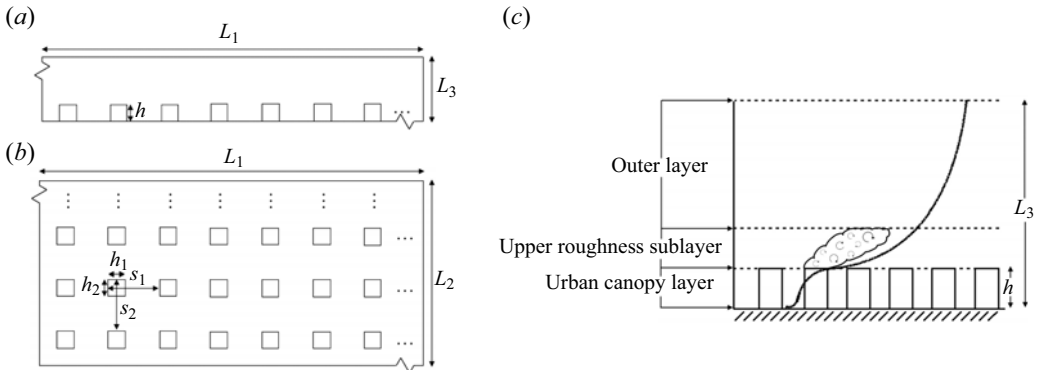 (a)
L1
L3
h
...
(b)
L1
⋮ ⋮ ⋮ ⋮ ⋮ ⋮ ⋮
...
h1
s1
h2
s2
...
L2
...
(c)
Outer layer
Upper roughness sublayer
Urban canopy layer
L3
h